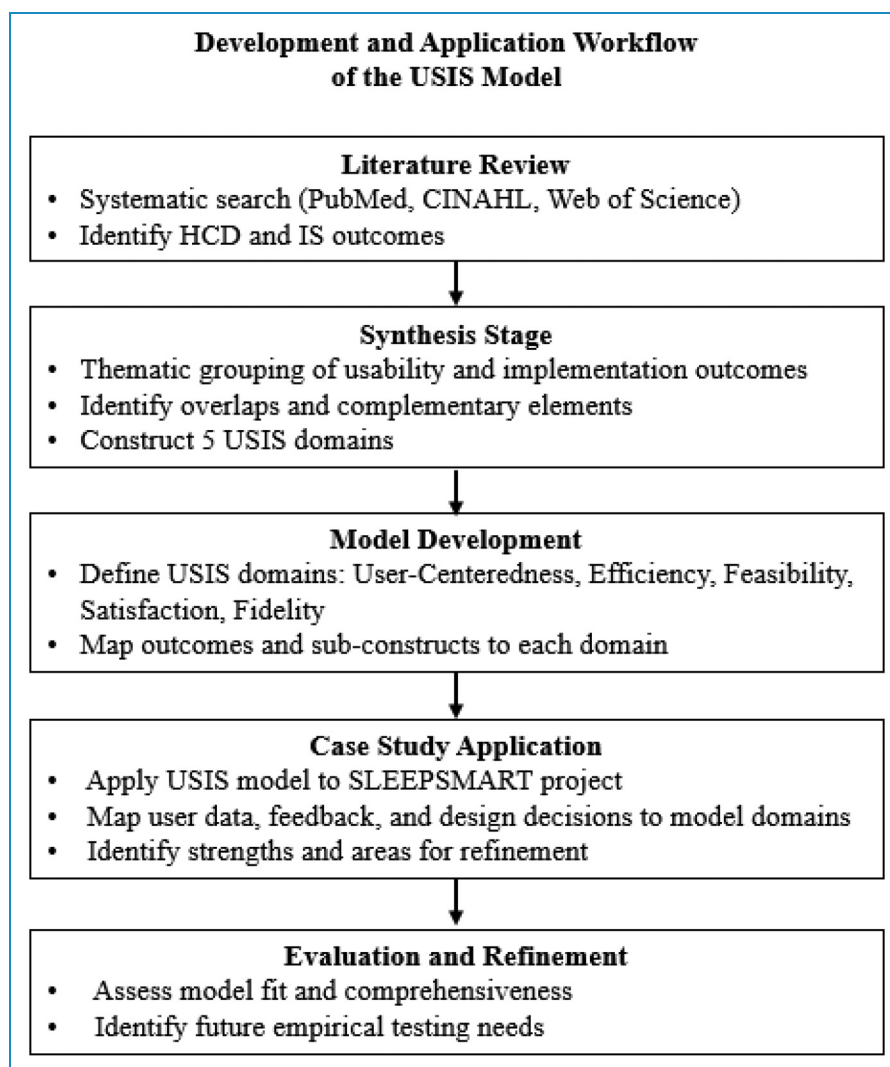 Development and Application Workflow
of the USIS Model
Literature Review
• Systematic search (PubMed, CINAHL, Web of Science)
• Identify HCD and IS outcomes
Synthesis Stage
• Thematic grouping of usability and implementation outcomes
• Identify overlaps and complementary elements
• Construct 5 USIS domains
Model Development
• Define USIS domains: User-Centeredness, Efficiency, Feasibility,
Satisfaction, Fidelity
• Map outcomes and sub-constructs to each domain
Case Study Application
• Apply USIS model to SLEEPSMART project
• Map user data, feedback, and design decisions to model domains
• Identify strengths and areas for refinement
Evaluation and Refinement
• Assess model fit and comprehensiveness
• Identify future empirical testing needs